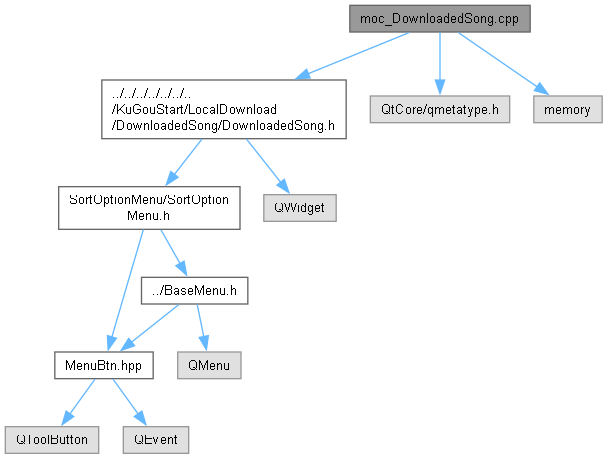 moc_DownloadedSong.cpp
../../../../../../..
/KuGouStart/LocalDownload
/DownloadedSong/DownloadedSong.h
QtCore/qmetatype.h
memory
SortOptionMenu/SortOption
Menu.h
QWidget
../BaseMenu.h
MenuBtn.hpp
QMenu
QToolButton
QEvent